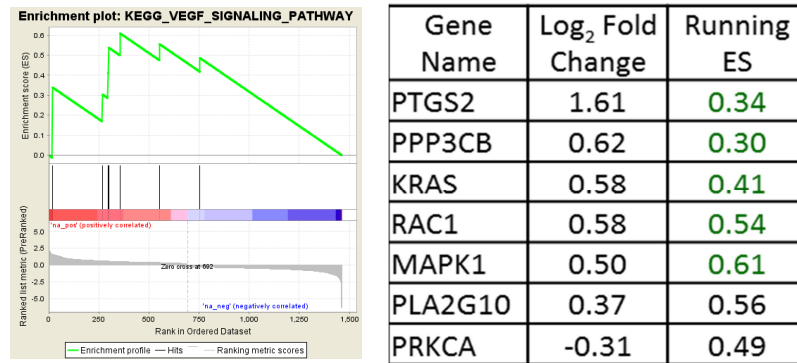 Enrichment plot: KEGG_VEGF_SIGNALING_PATHWAY
Enrichment score (ES)
0.6
0.5
0.4
0.3
0.2
0.1
0.0
'na_pos' (positively correlated)
Ranked list metric (PreRanked)
5.0
2.5
0.0
-2.5
-5.0
Zero cross at 692
'na_neg' (negatively correlated)
0 250 500 750 1,000 1,250 1,500
Rank in Ordered Dataset
Enrichment profile Hits Ranking metric scores
Gene Name Log2 Fold Change Running ES
PTGS2 1.61 0.34
PPP3CB 0.62 0.30
KRAS 0.58 0.41
RAC1 0.58 0.54
MAPK1 0.50 0.61
PLA2G10 0.37 0.56
PRKCA -0.31 0.49